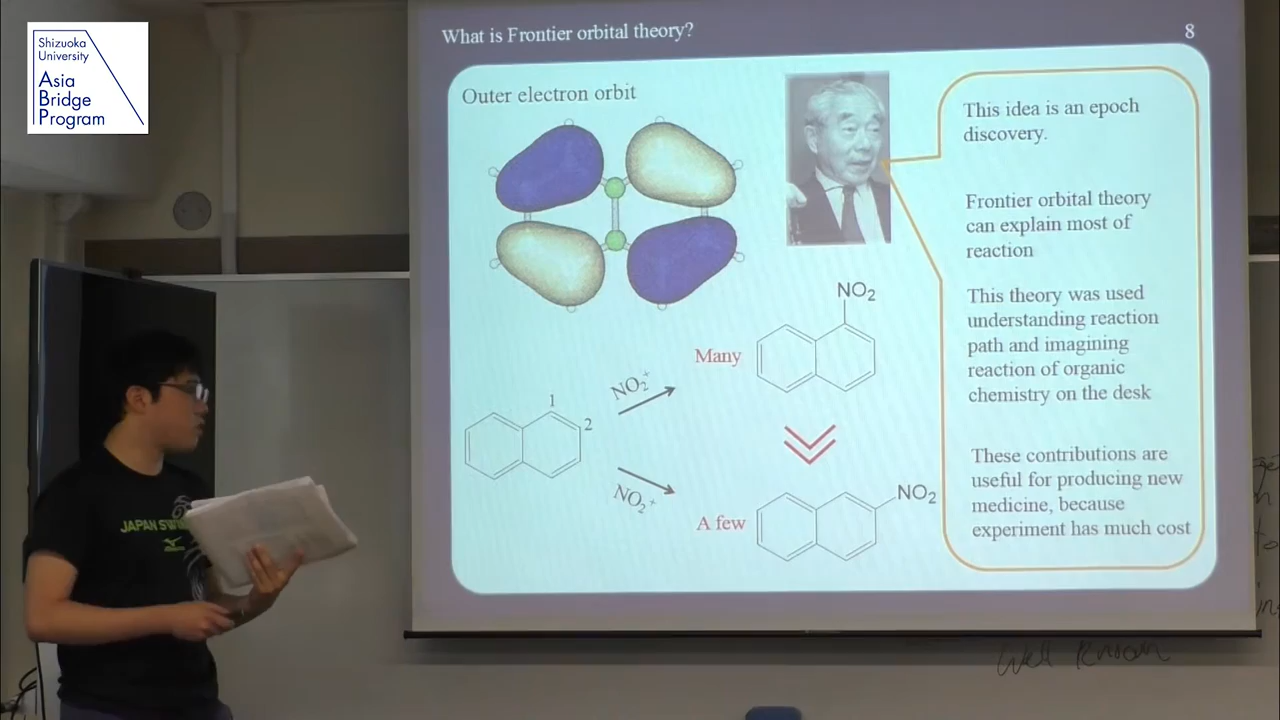 Shizuoka
University
Asia
Bridge
Program
What is Frontier orbital theory?
8
Outer electron orbit
This idea is an epoch
discovery.
Frontier orbital theory
can explain most of
reaction
This theory was used
understanding reaction
path and imagining
reaction of organic
chemistry on the desk
These contributions are
useful for producing new
medicine, because
experiment has much cost
NO₂
Many
NO₂⁺
1
2
NO₂⁺
A few
NO₂
JAPAN SWIM
MIZUNO
Well Known